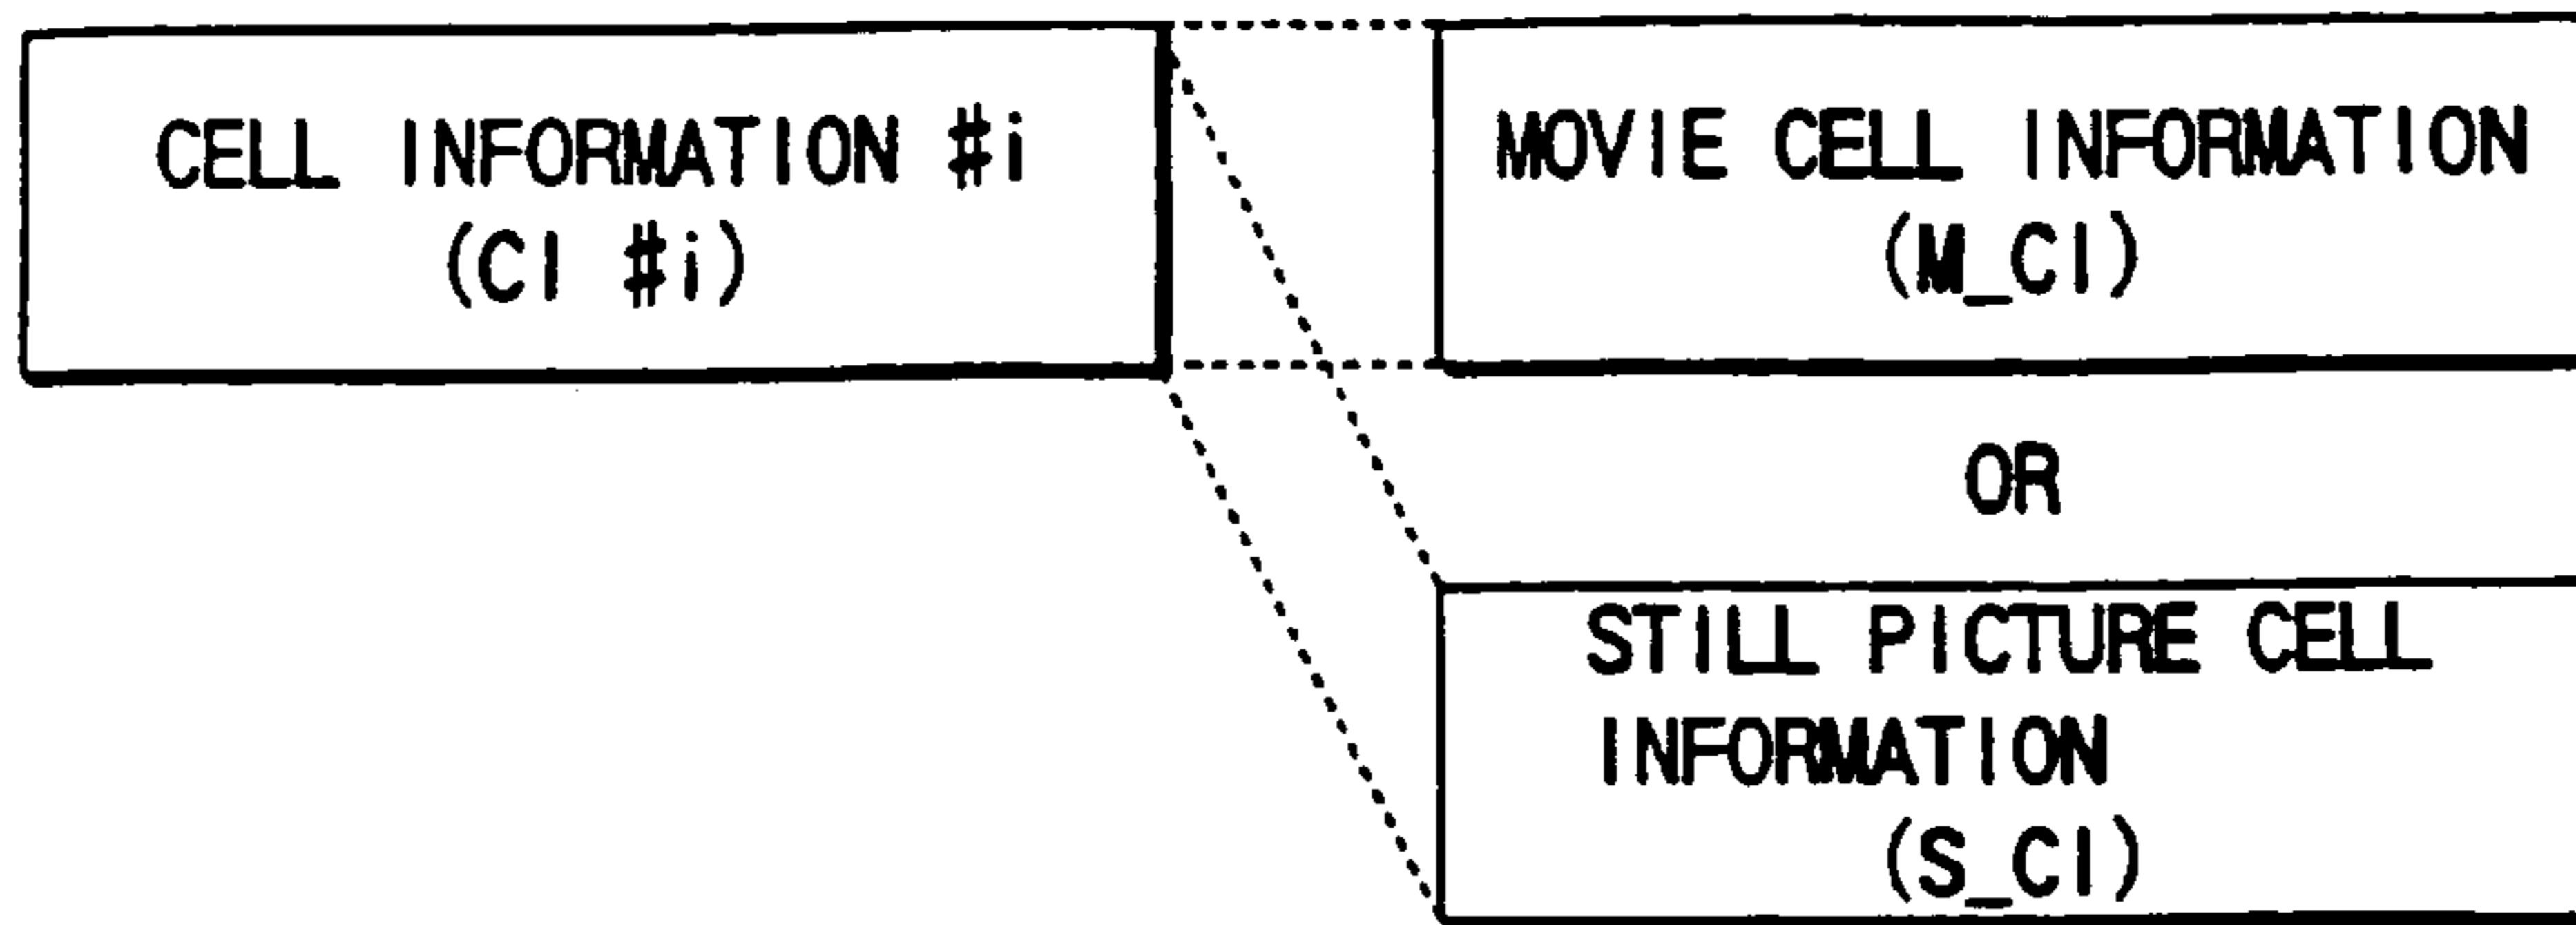 CELL INFORMATION #i
(CI #i)
MOVIE CELL INFORMATION
(M_CI)
OR
STILL PICTURE CELL
INFORMATION
(S_CI)